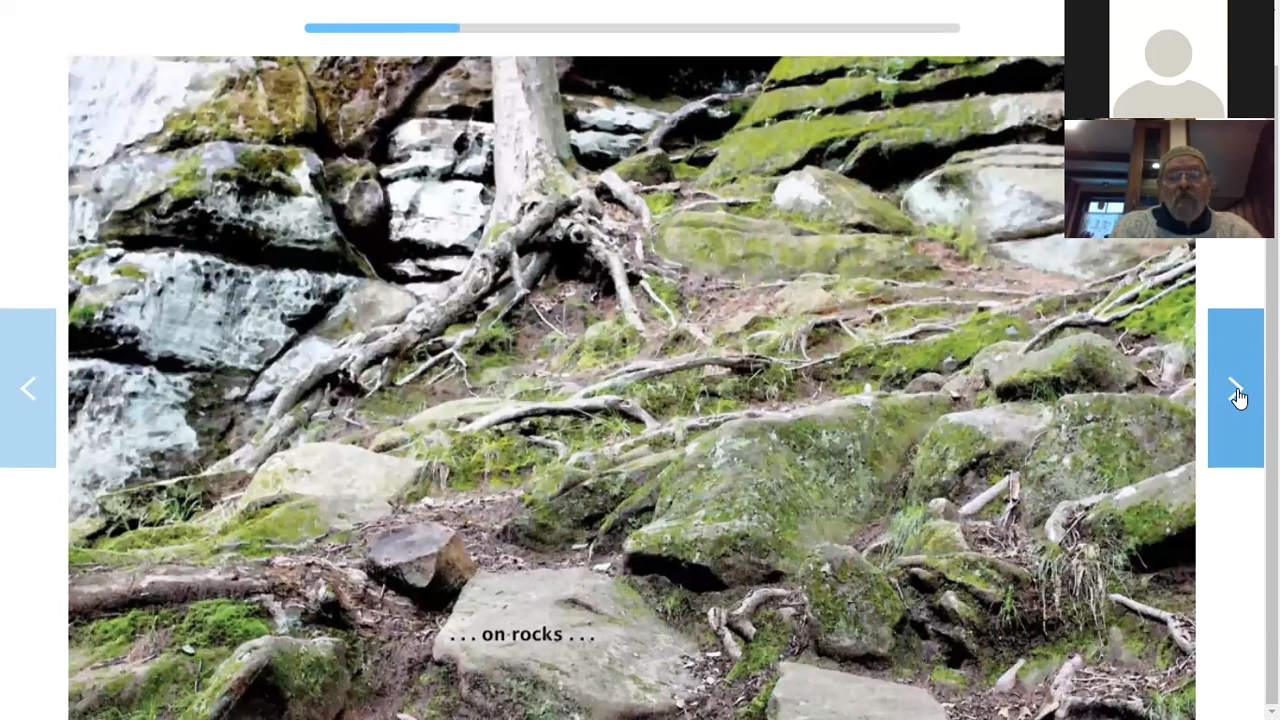 . . . on rocks . . .